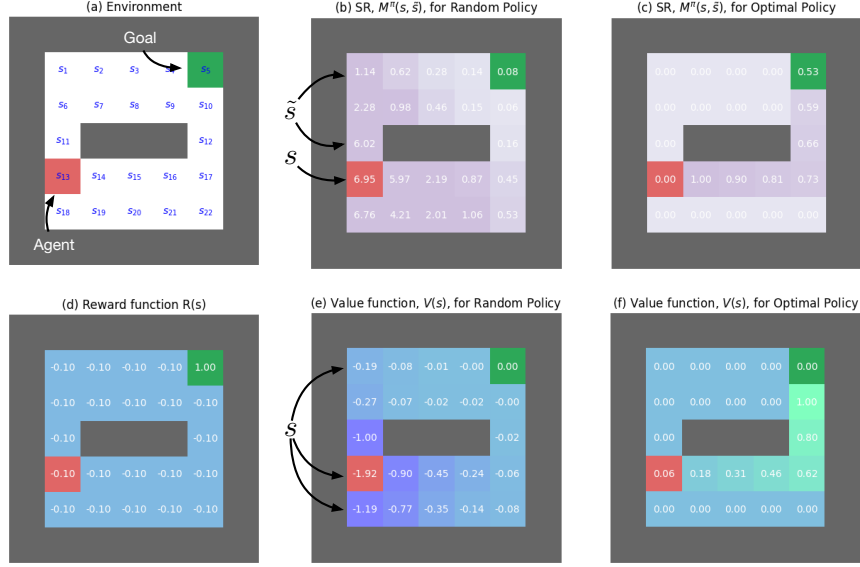 (a) Environment
Goal
s1 s2 s3 s5
s6 s7 s8 s9 s10
s11 s12
s13 s14 s15 s16 s17
s18 s19 s20 s21 s22
Agent
(b) SR, Mπ(s, s̃), for Random Policy
1.14 0.62 0.28 0.14 0.08
2.28 0.98 0.46 0.15 0.06
s̃
6.02 0.16
s
6.95 5.97 2.19 0.87 0.45
6.76 4.21 2.01 1.06 0.53
(c) SR, Mπ(s, s̃), for Optimal Policy
0.00 0.00 0.00 0.00 0.53
0.00 0.00 0.00 0.00 0.59
0.00 0.66
0.00 1.00 0.90 0.81 0.73
0.00 0.00 0.00 0.00 0.00
(d) Reward function R(s)
-0.10 -0.10 -0.10 -0.10 1.00
-0.10 -0.10 -0.10 -0.10 -0.10
-0.10 -0.10
-0.10 -0.10 -0.10 -0.10 -0.10
-0.10 -0.10 -0.10 -0.10 -0.10
(e) Value function, V(s), for Random Policy
-0.19 -0.08 -0.01 -0.00 0.00
-0.27 -0.07 -0.02 -0.02 -0.00
s
-1.00 -0.02
-1.92 -0.90 -0.45 -0.24 -0.06
-1.19 -0.77 -0.35 -0.14 -0.08
(f) Value function, V(s), for Optimal Policy
0.00 0.00 0.00 0.00 0.00
0.00 0.00 0.00 0.00 1.00
0.00 0.80
0.06 0.18 0.31 0.46 0.62
0.00 0.00 0.00 0.00 0.00